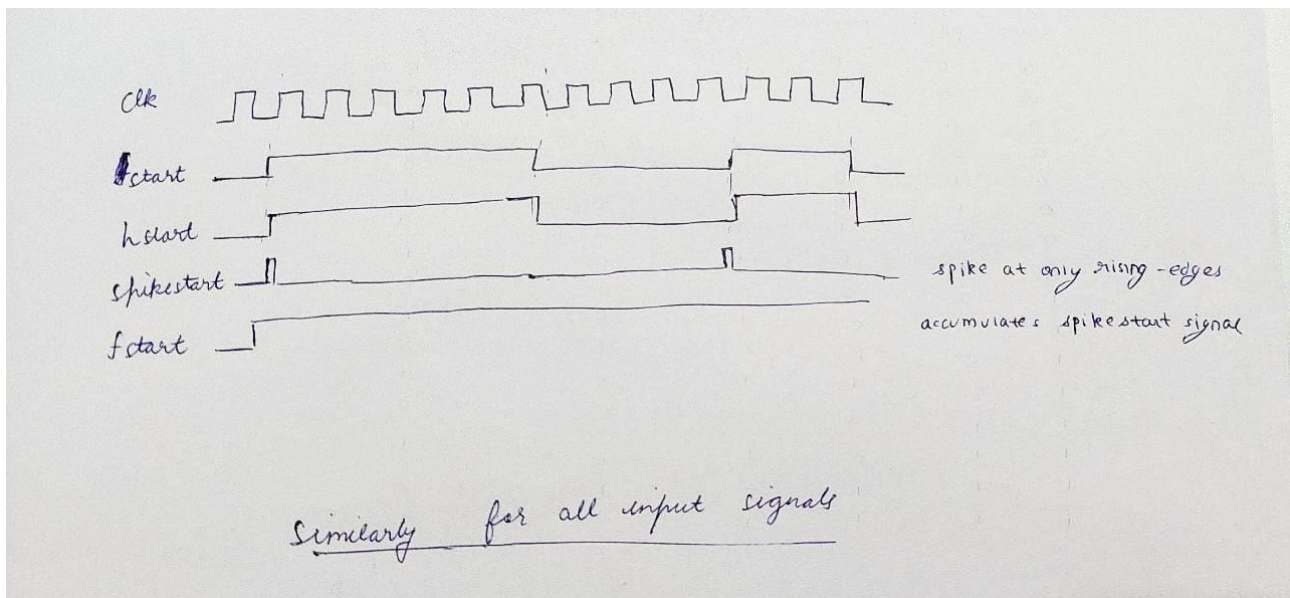 clk
start
hstart
spikestart
spike at only rising-edges
fstart
accumulates spikestart signal
Similarly for all input signals